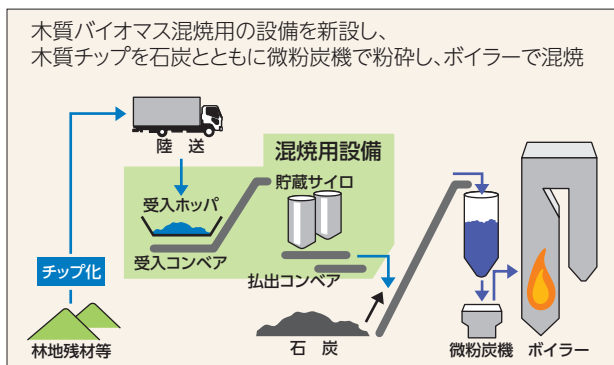 木質バイオマス混焼用の設備を新設し、
木質チップを石炭とともに微粉炭機で粉砕し、ボイラーで混焼
陸 送
混焼用設備
貯蔵サイロ
受入ホッパ
受入コンベア
チップ化
払出コンベア
林地残材等
石 炭
微粉炭機
ボイラー